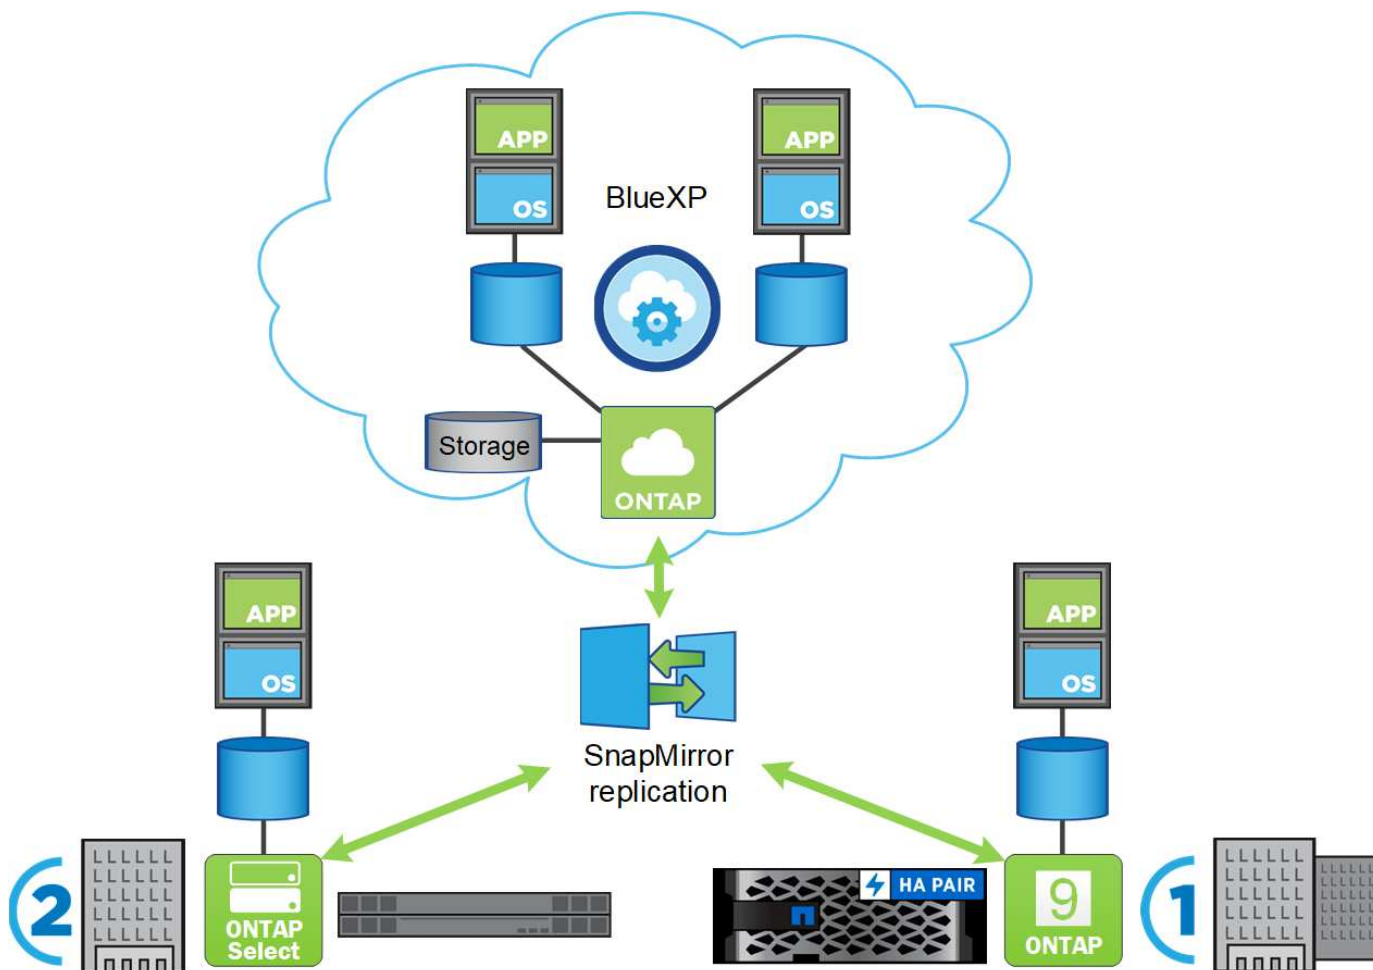 APP
OS
BlueXP
APP
OS
Storage
ONTAP
APP
OS
SnapMirror
replication
APP
OS
2
ONTAP
Select
HA PAIR
9
ONTAP
1